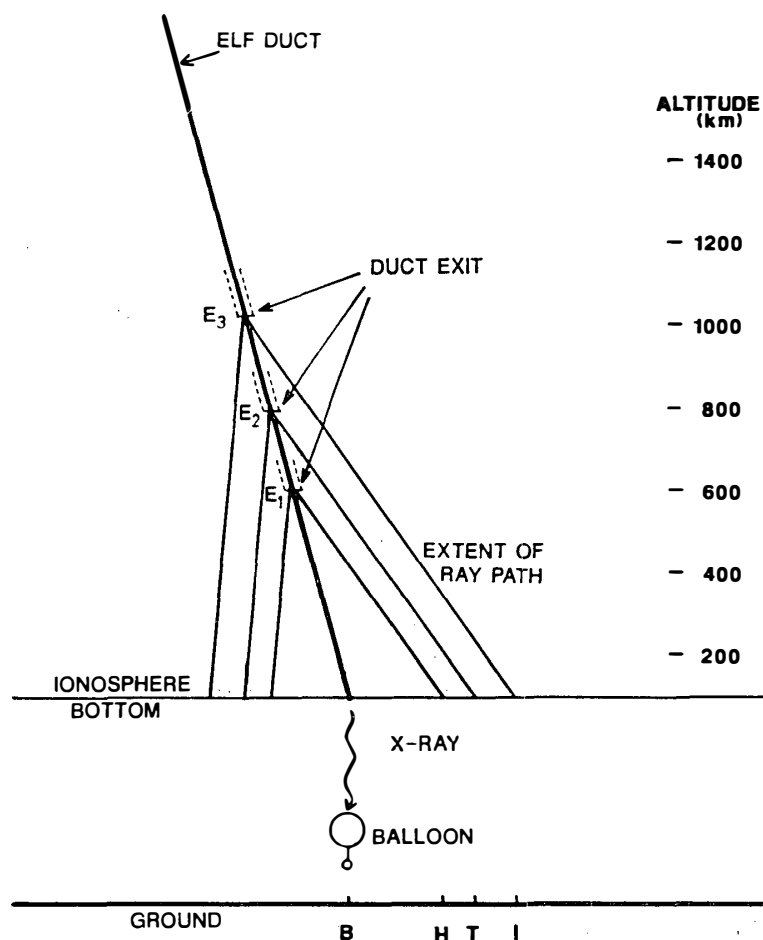 ELF DUCT
ALTITUDE
(km)
1400
1200
DUCT EXIT
E3
1000
E2
800
E1
600
EXTENT OF
RAY PATH
400
200
IONOSPHERE
BOTTOM
X-RAY
BALLOON
GROUND
B H T I